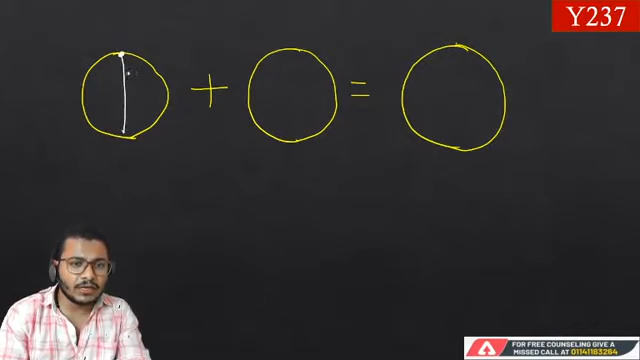 Y237
+ =
FOR FREE COUNSELING GIVE A
MISSED CALL AT 01141183264